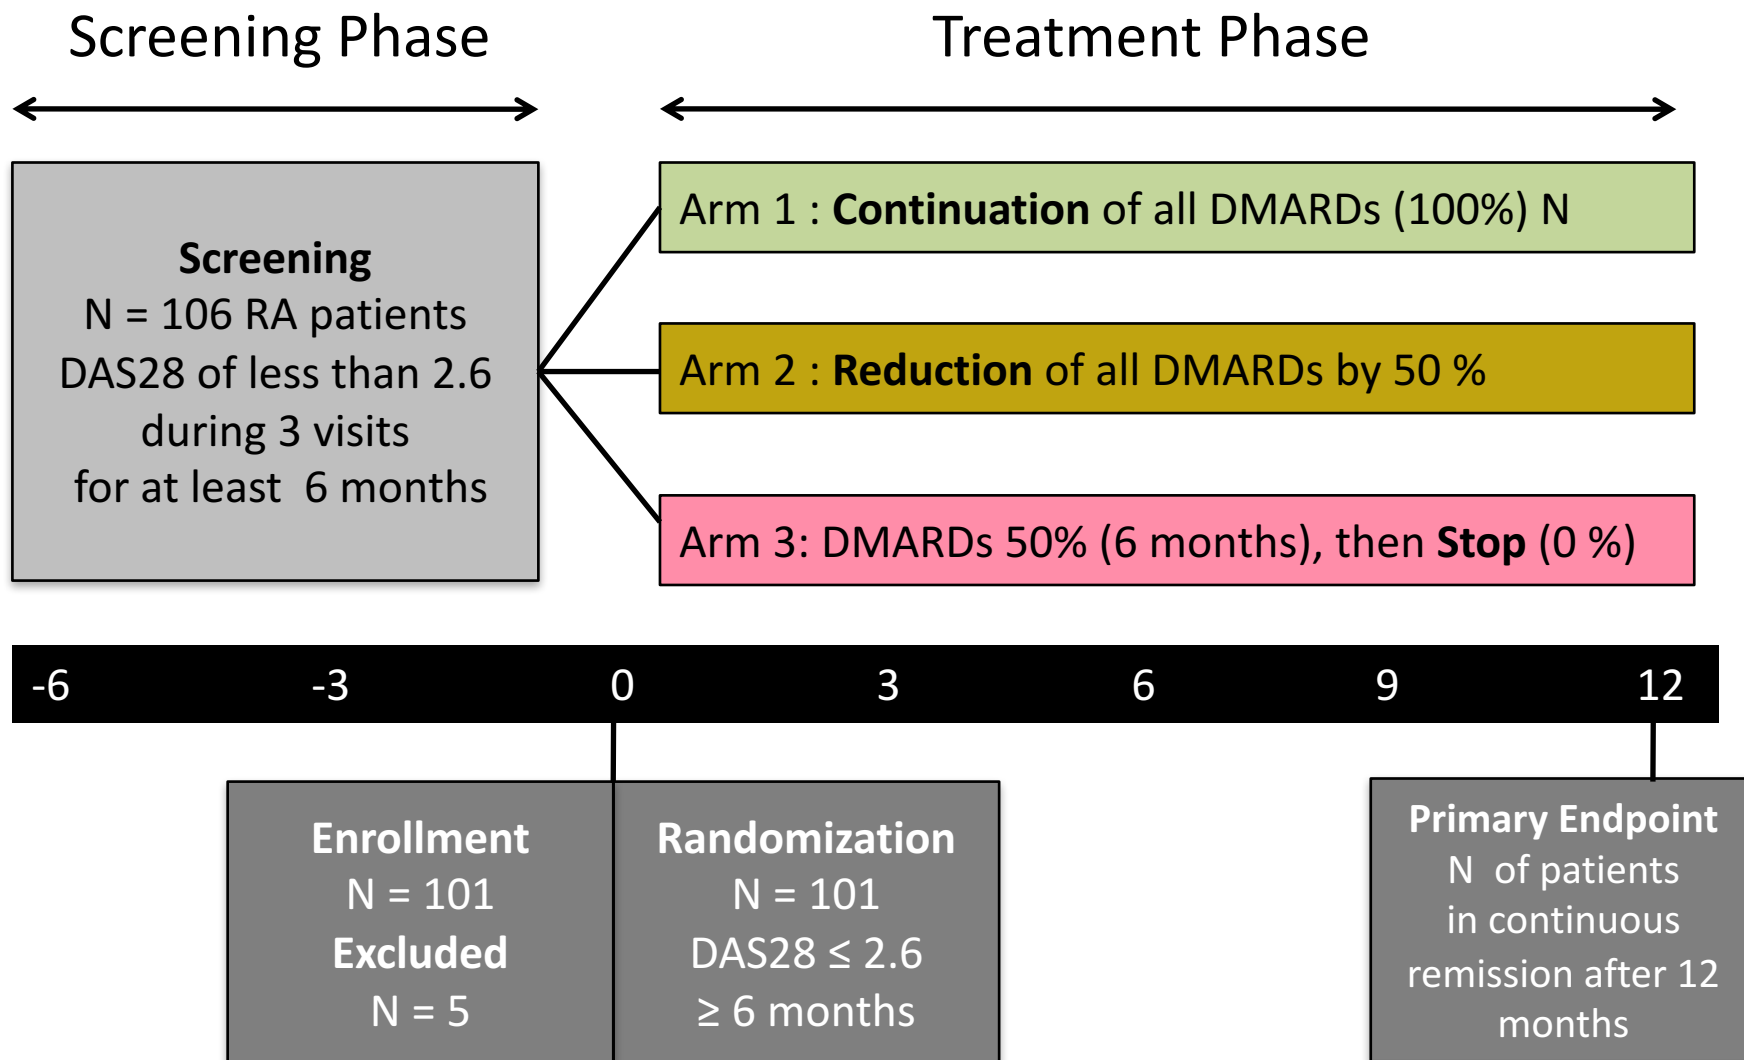 Screening Phase
Treatment Phase
Screening
N = 106 RA patients
DAS28 of less than 2.6
during 3 visits
for at least 6 months
Arm 1 : Continuation of all DMARDs (100%) N
Arm 2 : Reduction of all DMARDs by 50 %
Arm 3: DMARDs 50% (6 months), then Stop (0 %)
-6 -3 0 3 6 9 12
Enrollment
N = 101
Excluded
N = 5
Randomization
N = 101
DAS28 ≤ 2.6
≥ 6 months
Primary Endpoint
N of patients
in continuous
remission after 12
months